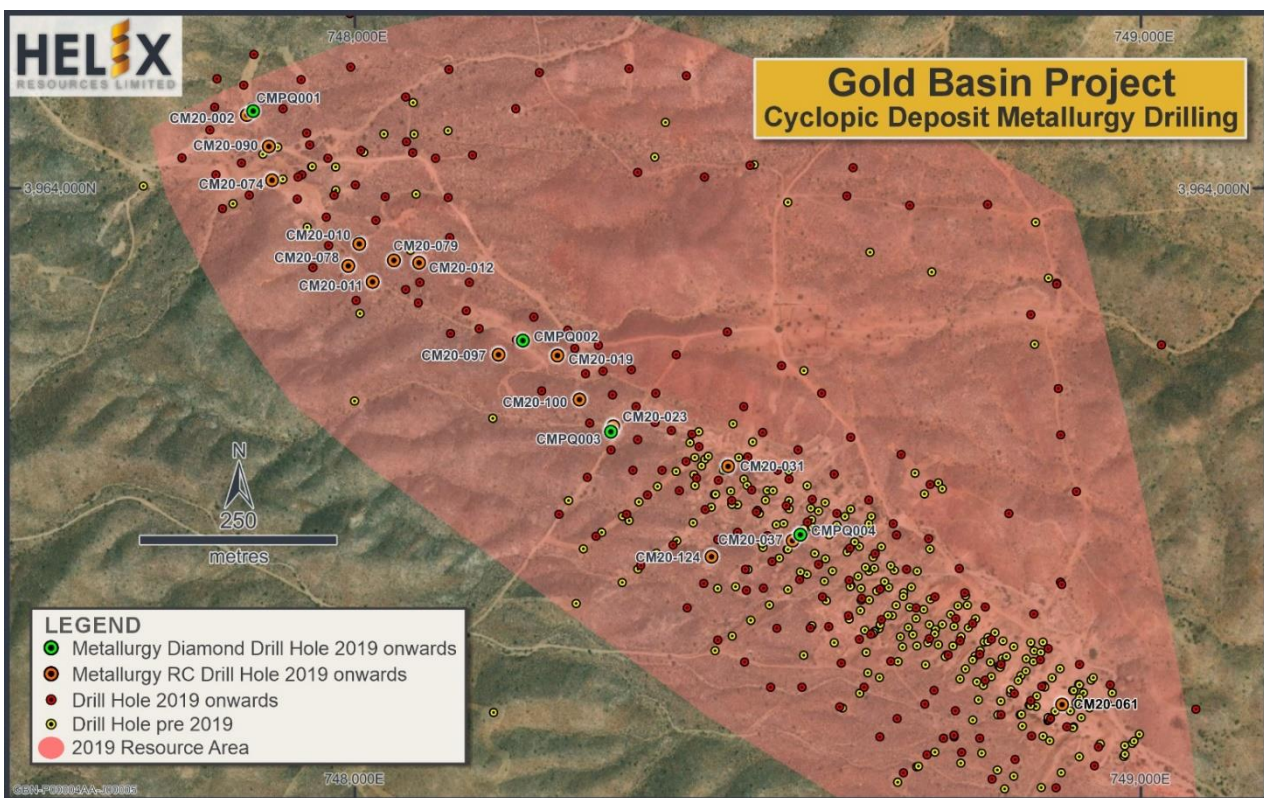 HELIX
RESOURCES LIMITED
748,000E
749,000E
Gold Basin Project
Cyclopic Deposit Metallurgy Drilling
CMPQ001
CM20-002
CM20-090
CM20-074
3,964,000N
3,964,000N
CM20-010
CM20-079
CM20-078
CM20-012
CM20-011
CMPQ002
CM20-097
CM20-019
CM20-100
CM20-023
CMPQ003
CM20-031
N
250
metres
CMPQ004
CM20-037
CM20-124
LEGEND
Metallurgy Diamond Drill Hole 2019 onwards
Metallurgy RC Drill Hole 2019 onwards
Drill Hole 2019 onwards
Drill Hole pre 2019
2019 Resource Area
CM20-061
748,000E
749,000E